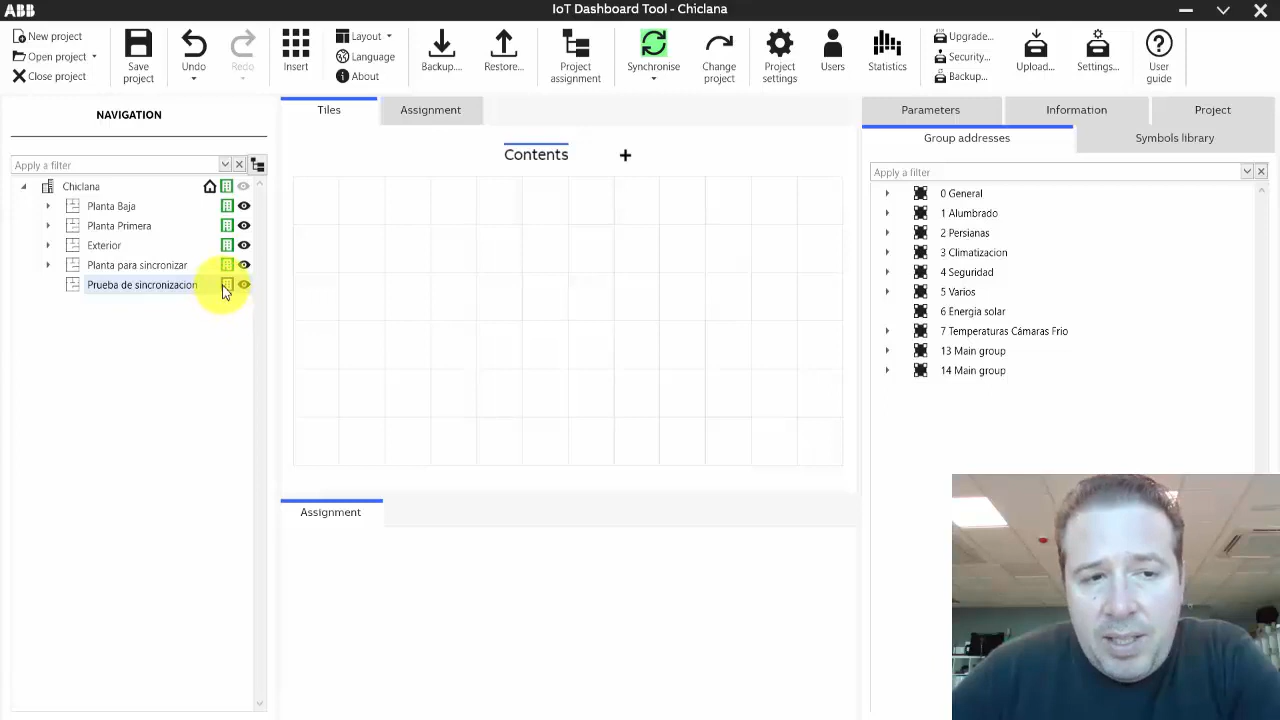 ABB
IoT Dashboard Tool - Chiclana
New project
Open project
Close project
Save project
Undo
Redo
Insert
Layout
Language
About
Backup...
Restore...
Project assignment
Synchronise
Change project
Project settings
Users
Statistics
Upgrade...
Security...
Backup...
Upload...
Settings...
User guide
NAVIGATION
Apply a filter
Chiclana
Planta Baja
Planta Primera
Exterior
Planta para sincronizar
Prueba de sincronizacion
Tiles
Assignment
Contents
+
Assignment
Parameters
Information
Project
Group addresses
Symbols library
Apply a filter
0 General
1 Alumbrado
2 Persianas
3 Climatizacion
4 Seguridad
5 Varios
6 Energia solar
7 Temperaturas Cámaras Frio
13 Main group
14 Main group